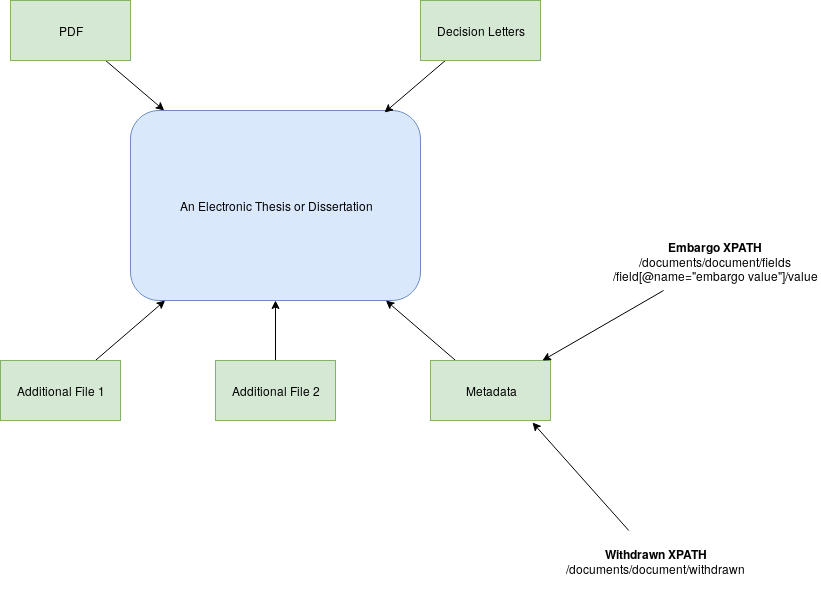 PDF
Decision Letters
An Electronic Thesis or Dissertation
Embargo XPATH
/documents/document/fields
/field[@name="embargo value"]/value
Additional File 1
Additional File 2
Metadata
Withdrawn XPATH
/documents/document/withdrawn